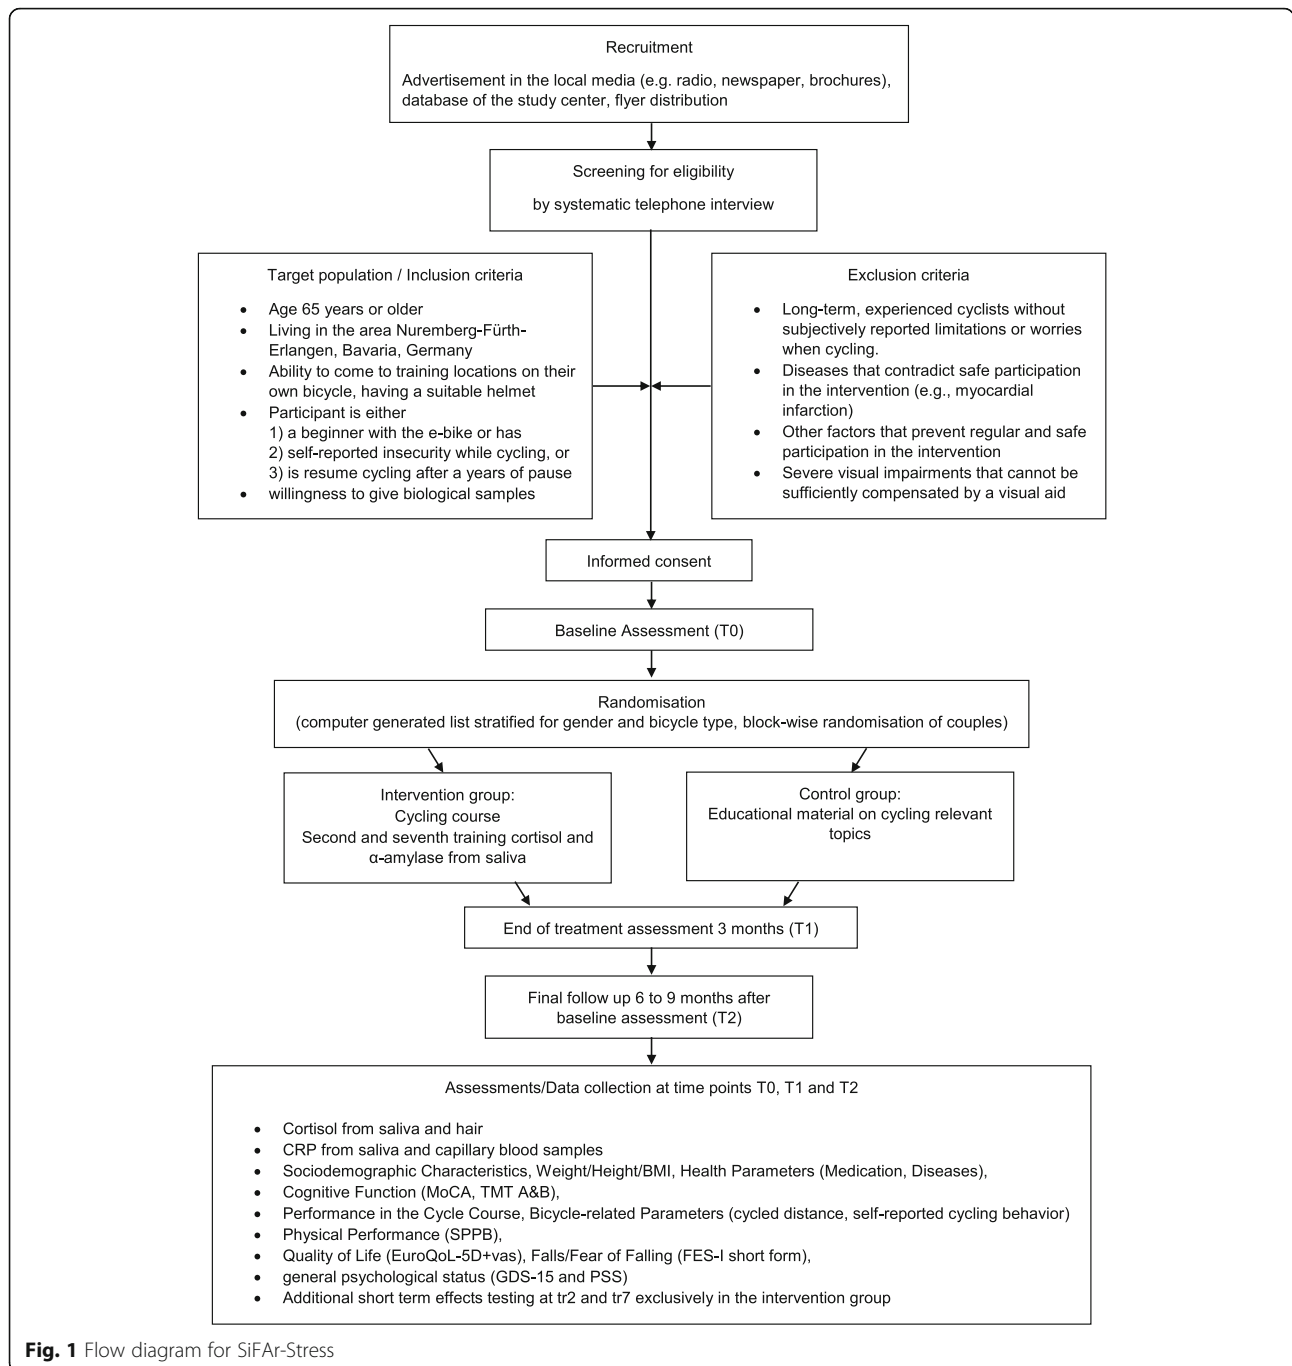 Recruitment
Advertisement in the local media (e.g. radio, newspaper, brochures),
database of the study center, flyer distribution
Screening for eligibility
by systematic telephone interview
Target population / Inclusion criteria
• Age 65 years or older
• Living in the area Nuremberg-Fürth-
Erlangen, Bavaria, Germany
• Ability to come to training locations on their
own bicycle, having a suitable helmet
• Participant is either
1) a beginner with the e-bike or has
2) self-reported insecurity while cycling, or
3) is resume cycling after a years of pause
• willingness to give biological samples
Exclusion criteria
• Long-term, experienced cyclists without
subjectively reported limitations or worries
when cycling.
• Diseases that contradict safe participation
in the intervention (e.g., myocardial
infarction)
• Other factors that prevent regular and safe
participation in the intervention
• Severe visual impairments that cannot be
sufficiently compensated by a visual aid
Informed consent
Baseline Assessment (T0)
Randomisation
(computer generated list stratified for gender and bicycle type, block-wise randomisation of couples)
Intervention group:
Cycling course
Second and seventh training cortisol and
α-amylase from saliva
Control group:
Educational material on cycling relevant
topics
End of treatment assessment 3 months (T1)
Final follow up 6 to 9 months after
baseline assessment (T2)
Assessments/Data collection at time points T0, T1 and T2
• Cortisol from saliva and hair
• CRP from saliva and capillary blood samples
• Sociodemographic Characteristics, Weight/Height/BMI, Health Parameters (Medication, Diseases),
• Cognitive Function (MoCA, TMT A&B),
• Performance in the Cycle Course, Bicycle-related Parameters (cycled distance, self-reported cycling behavior)
• Physical Performance (SPPB),
• Quality of Life (EuroQoL-5D+vas), Falls/Fear of Falling (FES-I short form),
• general psychological status (GDS-15 and PSS)
• Additional short term effects testing at tr2 and tr7 exclusively in the intervention group
Fig. 1 Flow diagram for SiFAr-Stress